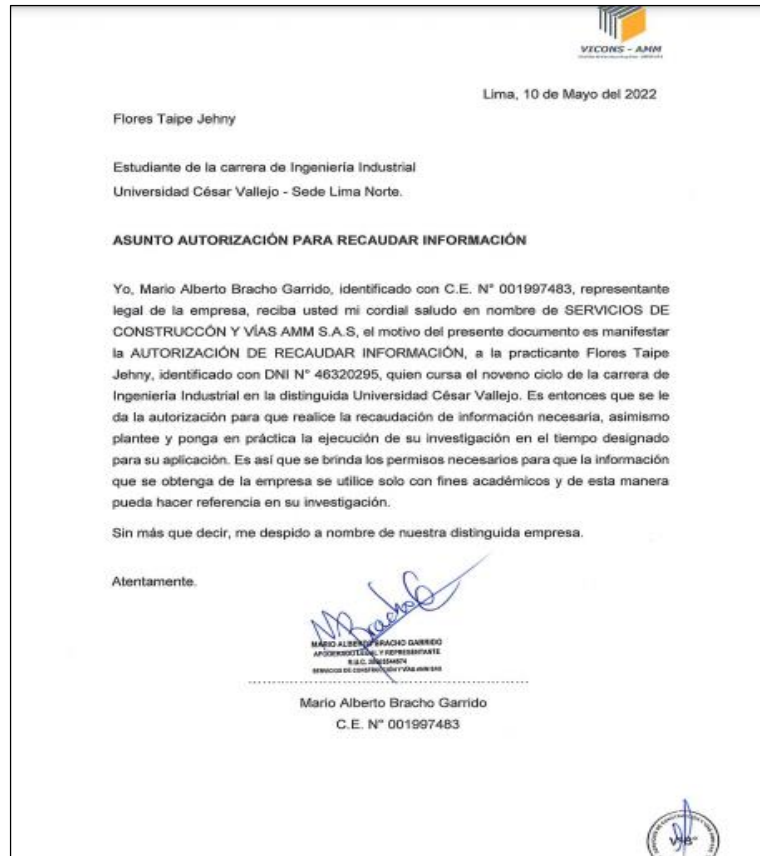 VICONS - AMM
Lima, 10 de Mayo del 2022
Flores Taipe Jehny
Estudiante de la carrera de Ingeniería Industrial
Universidad César Vallejo - Sede Lima Norte.
ASUNTO AUTORIZACIÓN PARA RECAUDAR INFORMACIÓN
Yo, Mario Alberto Bracho Garrido, identificado con C.E. N° 001997483, representante
legal de la empresa, reciba usted mi cordial saludo en nombre de SERVICIOS DE
CONSTRUCCÓN Y VÍAS AMM S.A.S, el motivo del presente documento es manifestar
la AUTORIZACIÓN DE RECAUDAR INFORMACIÓN, a la practicante Flores Taipe
Jehny, identificado con DNI N° 46320295, quien cursa el noveno ciclo de la carrera de
Ingeniería Industrial en la distinguida Universidad César Vallejo. Es entonces que se le
da la autorización para que realice la recaudación de información necesaria, asimismo
plantee y ponga en práctica la ejecución de su investigación en el tiempo designado
para su aplicación. Es así que se brinda los permisos necesarios para que la información
que se obtenga de la empresa se utilice solo con fines académicos y de esta manera
pueda hacer referencia en su investigación.
Sin más que decir, me despido a nombre de nuestra distinguida empresa.
Atentamente.
MARIO ALBERTO BRACHO GARRIDO
APODERADO LEGAL Y REPRESENTANTE
R.U.C.
SERVICIOS DE CONSTRUCCIÓN Y VÍAS AMM SAS
Mario Alberto Bracho Garrido
C.E. N° 001997483
V°B°